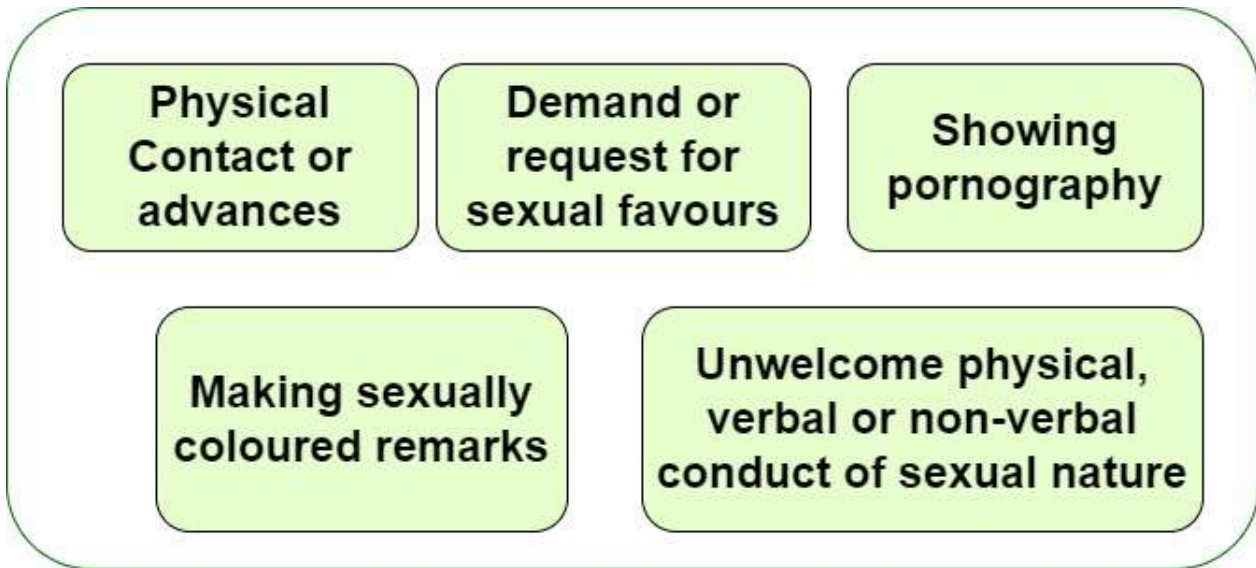 Physical
Contact or
advances
Demand or
request for
sexual favours
Showing
pornography
Making sexually
coloured remarks
Unwelcome physical,
verbal or non-verbal
conduct of sexual nature